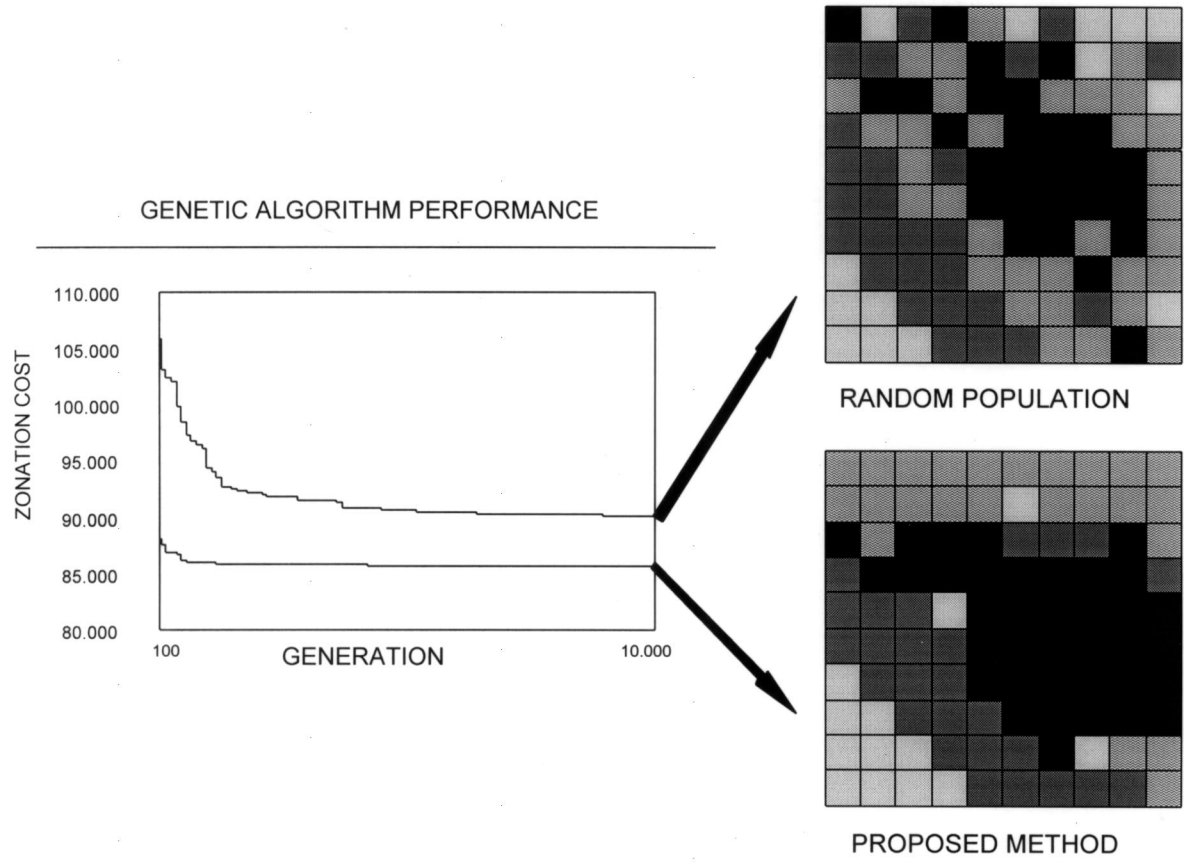 GENETIC ALGORITHM PERFORMANCE
ZONATION COST
110.000
105.000
100.000
95.000
90.000
85.000
80.000
100
GENERATION
10.000
RANDOM POPULATION
PROPOSED METHOD